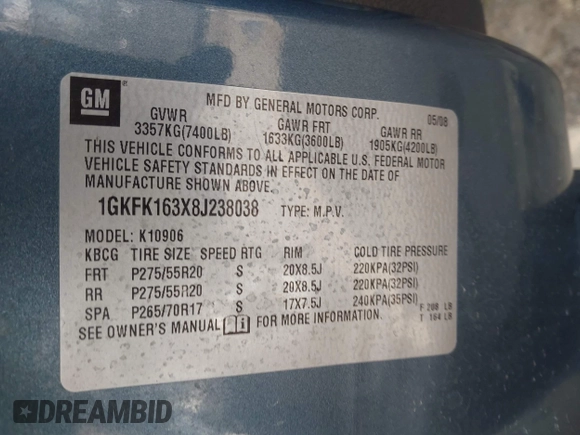 GM
MFD BY GENERAL MOTORS CORP.
05/08
GVWR GAWR FRT GAWR RR
3357KG(7400LB) 1633KG(3600LB) 1905KG(4200LB)
THIS VEHICLE CONFORMS TO ALL APPLICABLE U.S. FEDERAL MOTOR
VEHICLE SAFETY STANDARDS IN EFFECT ON THE DATE OF
MANUFACTURE SHOWN ABOVE.
1GKFK163X8J238038 TYPE: M.P.V.
MODEL: K10906
KBCG TIRE SIZE SPEED RTG RIM COLD TIRE PRESSURE
FRT P275/55R20 S 20X8.5J 220KPA(32PSI)
RR P275/55R20 S 20X8.5J 220KPA(32PSI)
SPA P265/70R17 S 17X7.5J 240KPA(35PSI)
F 208 LB
T 164 LB
SEE OWNER'S MANUAL FOR MORE INFORMATION.
DREAMBID